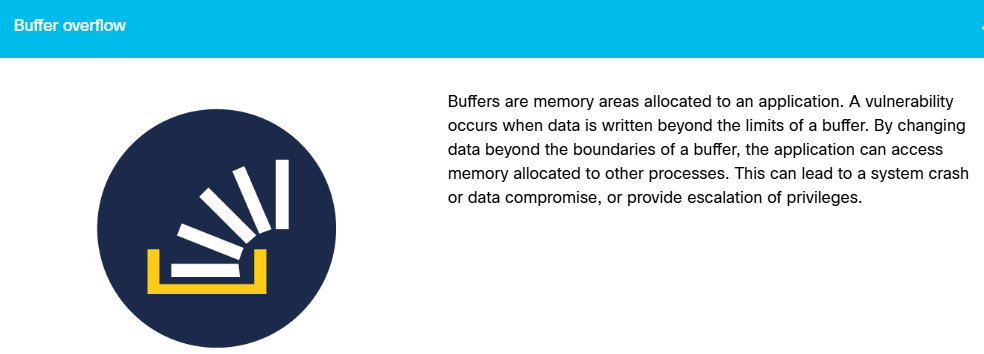 Buffer overflow
Buffers are memory areas allocated to an application. A vulnerability
occurs when data is written beyond the limits of a buffer. By changing
data beyond the boundaries of a buffer, the application can access
memory allocated to other processes. This can lead to a system crash
or data compromise, or provide escalation of privileges.